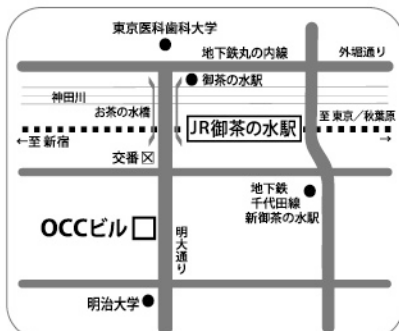 東京医科歯科大学
地下鉄丸の内線
外堀通り
御茶の水駅
神田川
お茶の水橋
JR御茶の水駅
至 東京／秋葉原
→
←至 新宿
交番
地下鉄
千代田線
新御茶の水駅
OCCビル
明大通り
明治大学